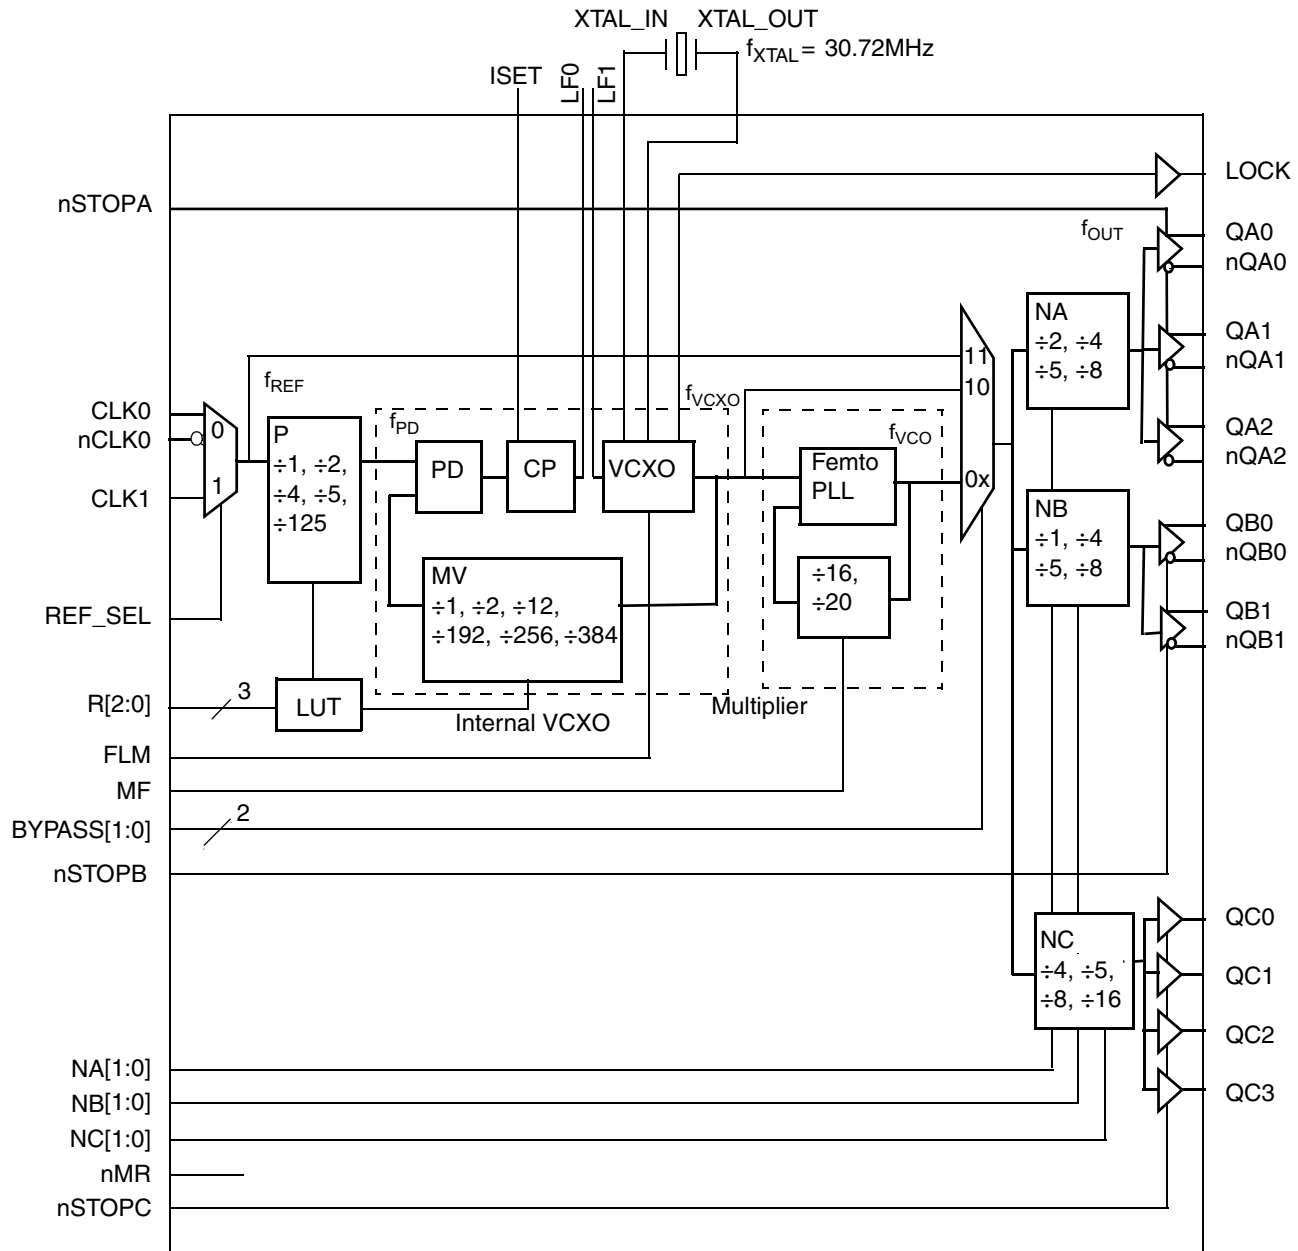 XTAL_IN XTAL_OUT
fXTAL = 30.72MHz
ISET
LF0
LF1
LOCK
nSTOPA
fOUT
QA0
nQA0
NA
÷2, ÷4
÷5, ÷8
QA1
nQA1
11
10
0x
fREF
fVCXO
CLK0
nCLK0
CLK1
0
1
P
÷1, ÷2,
÷4, ÷5,
÷125
fPD
PD
CP
VCXO
fVCO
Femto
PLL
QA2
nQA2
NB
÷1, ÷4
÷5, ÷8
QB0
nQB0
MV
÷1, ÷2, ÷12,
÷192, ÷256, ÷384
÷16,
÷20
REF_SEL
QB1
nQB1
R[2:0]
3
LUT
Internal VCXO
Multiplier
FLM
MF
BYPASS[1:0]
2
nSTOPB
NC
÷4, ÷5,
÷8, ÷16
QC0
QC1
QC2
QC3
NA[1:0]
NB[1:0]
NC[1:0]
nMR
nSTOPC